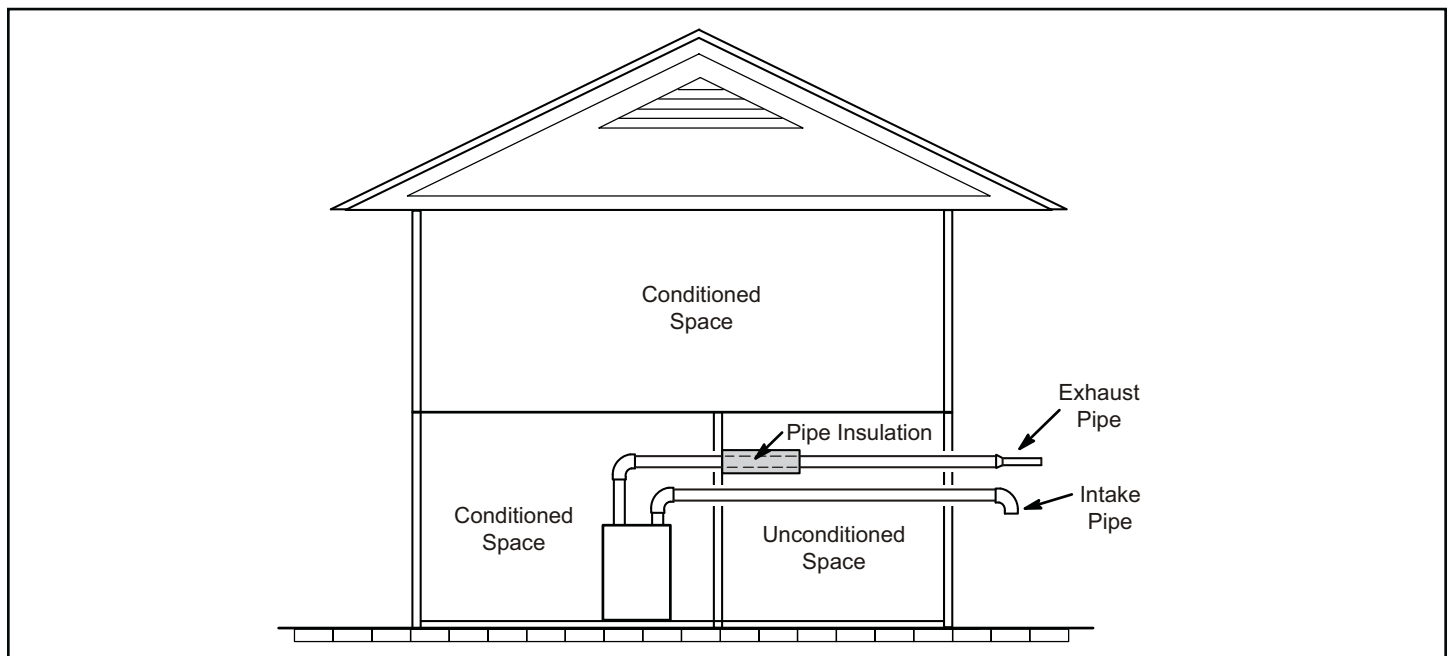 Conditioned
Space
Exhaust
Pipe
Pipe Insulation
Intake
Pipe
Conditioned
Space
Unconditioned
Space